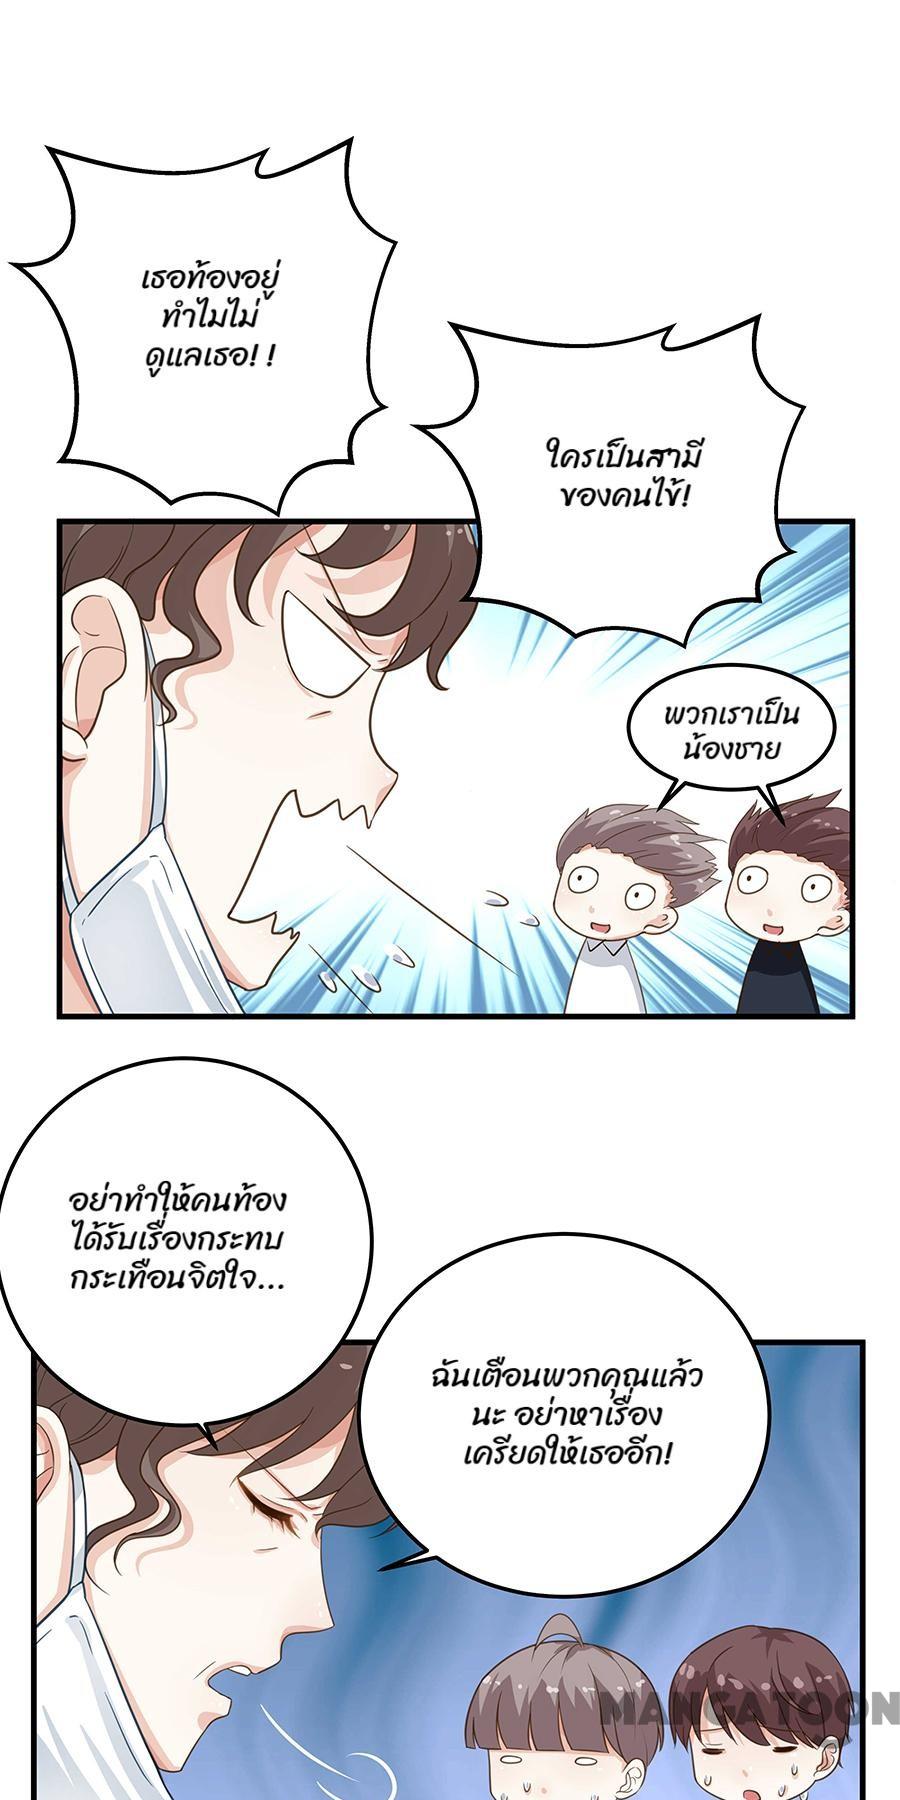 เธอท้องอยู่
ทำไมไม่
ดูแลเธอ!!
ใครเป็นสามี
ของคนไข้!
พวกเราเป็น
น้องชาย
อย่าทำให้คนท้อง
ได้รับเรื่องกระทบ
กระเทือนจิตใจ...
ฉันเตือนพวกคุณแล้ว
นะ อย่าหาเรื่อง
เครียดให้เธออีก!
MANGATOON